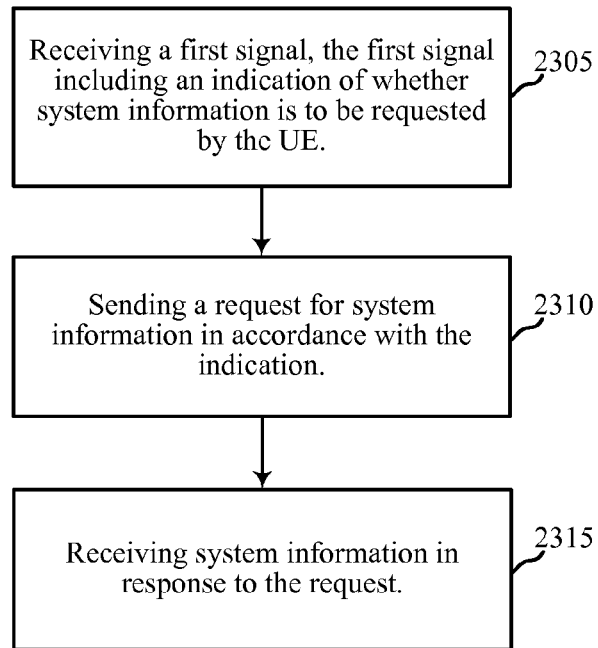 Receiving a first signal, the first signal
including an indication of whether
system information is to be requested
by the UE.
2305
Sending a request for system
information in accordance with the
indication.
2310
Receiving system information in
response to the request.
2315